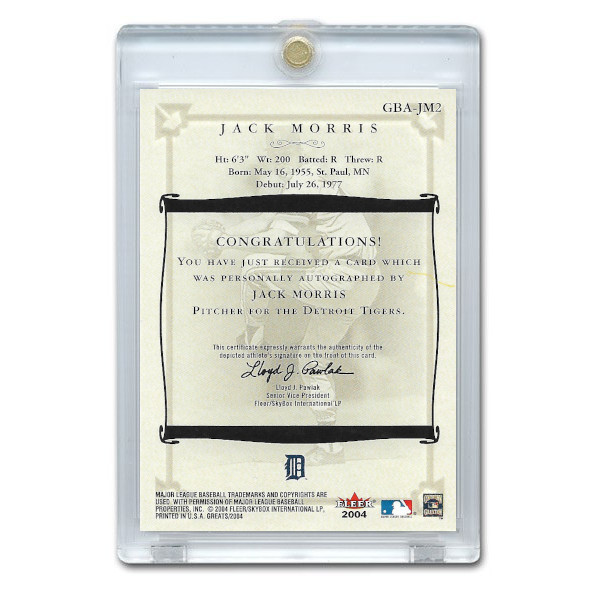 GBA-JM2
JACK MORRIS
Ht: 6'3" Wt: 200 Batted: R Threw: R
Born: May 16, 1955, St. Paul, MN
Debut: July 26, 1977
CONGRATULATIONS!
YOU HAVE JUST RECEIVED A CARD WHICH
WAS PERSONALLY AUTOGRAPHED BY
JACK MORRIS
PITCHER FOR THE DETROIT TIGERS.
This certificate expressly warrants the authenticity of the
depicted athlete's signature on the front of this card.
Lloyd J. Pawlak
Lloyd J. Pawlak
Senior Vice President
Fleer/SkyBox International LP
D
MAJOR LEAGUE BASEBALL TRADEMARKS AND COPYRIGHTS ARE
USED. WITH PERMISSION OF MAJOR LEAGUE BASEBALL
PROPERTIES, INC. © 2004 FLEER/SKYBOX INTERNATIONAL LP.
PRINTED IN U.S.A. GREATS/2004
FLEER
2004